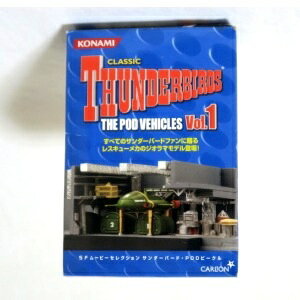 KONAMI
CLASSIC
THUNDERBIRDS
THE POD VEHICLES Vol.1
すべてのサンダーバードファンに贈る
レスキューメカのジオラマモデル登場!
SFムービーセレクション サンダーバード・PODビークル
CARBON